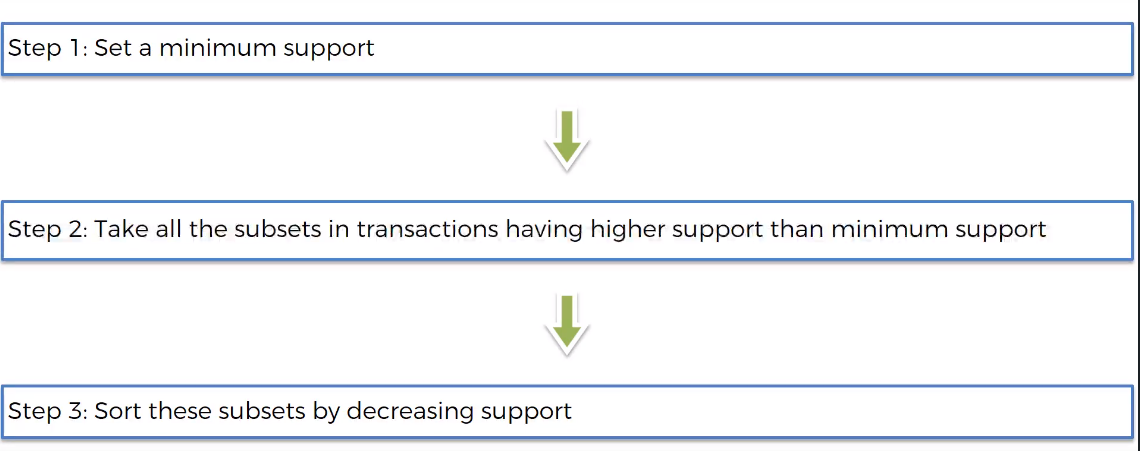 Step 1: Set a minimum support
Step 2: Take all the subsets in transactions having higher support than minimum support
Step 3: Sort these subsets by decreasing support